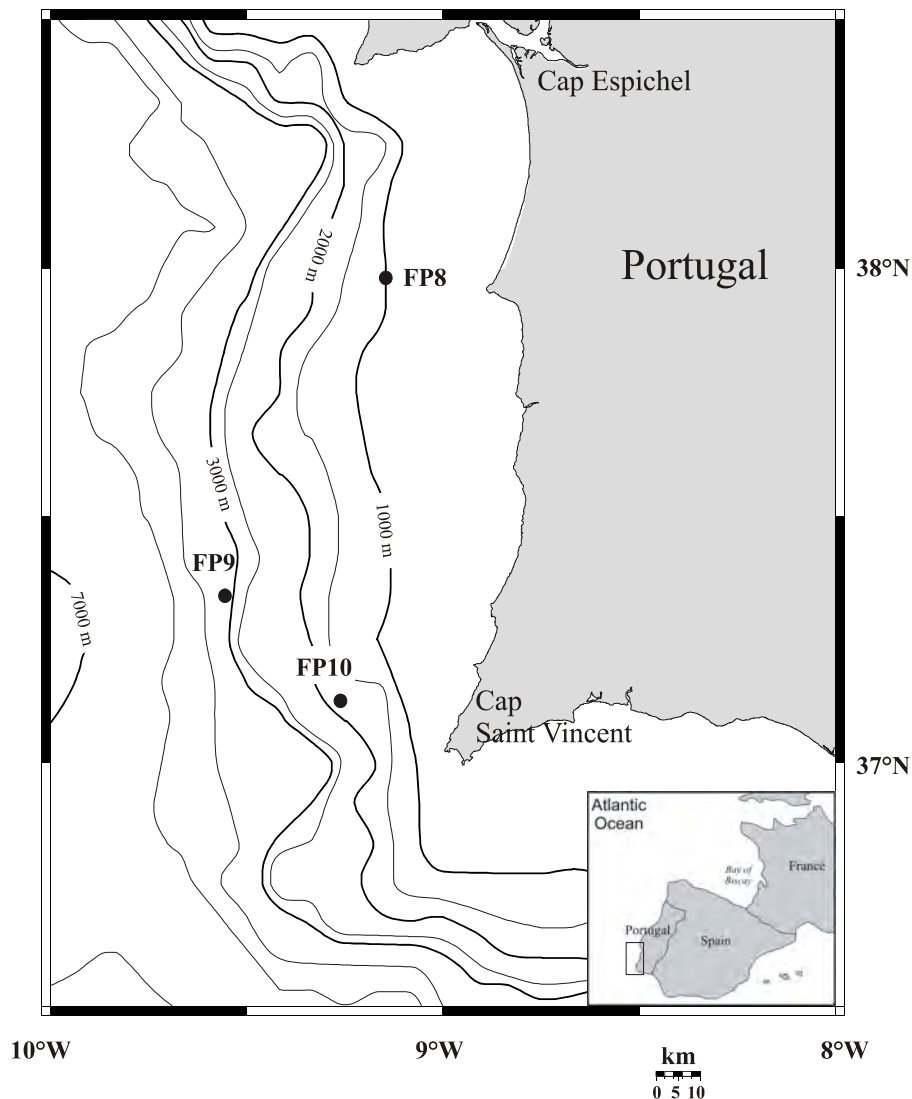 Cap Espichel
Portugal
2000 m
FP8
38°N
3000 m
1000 m
FP9
7000 m
FP10
Cap
Saint Vincent
37°N
Atlantic
Ocean
Bay of
Biscay
France
Portugal
Spain
10°W
9°W
8°W
km
0 5 10